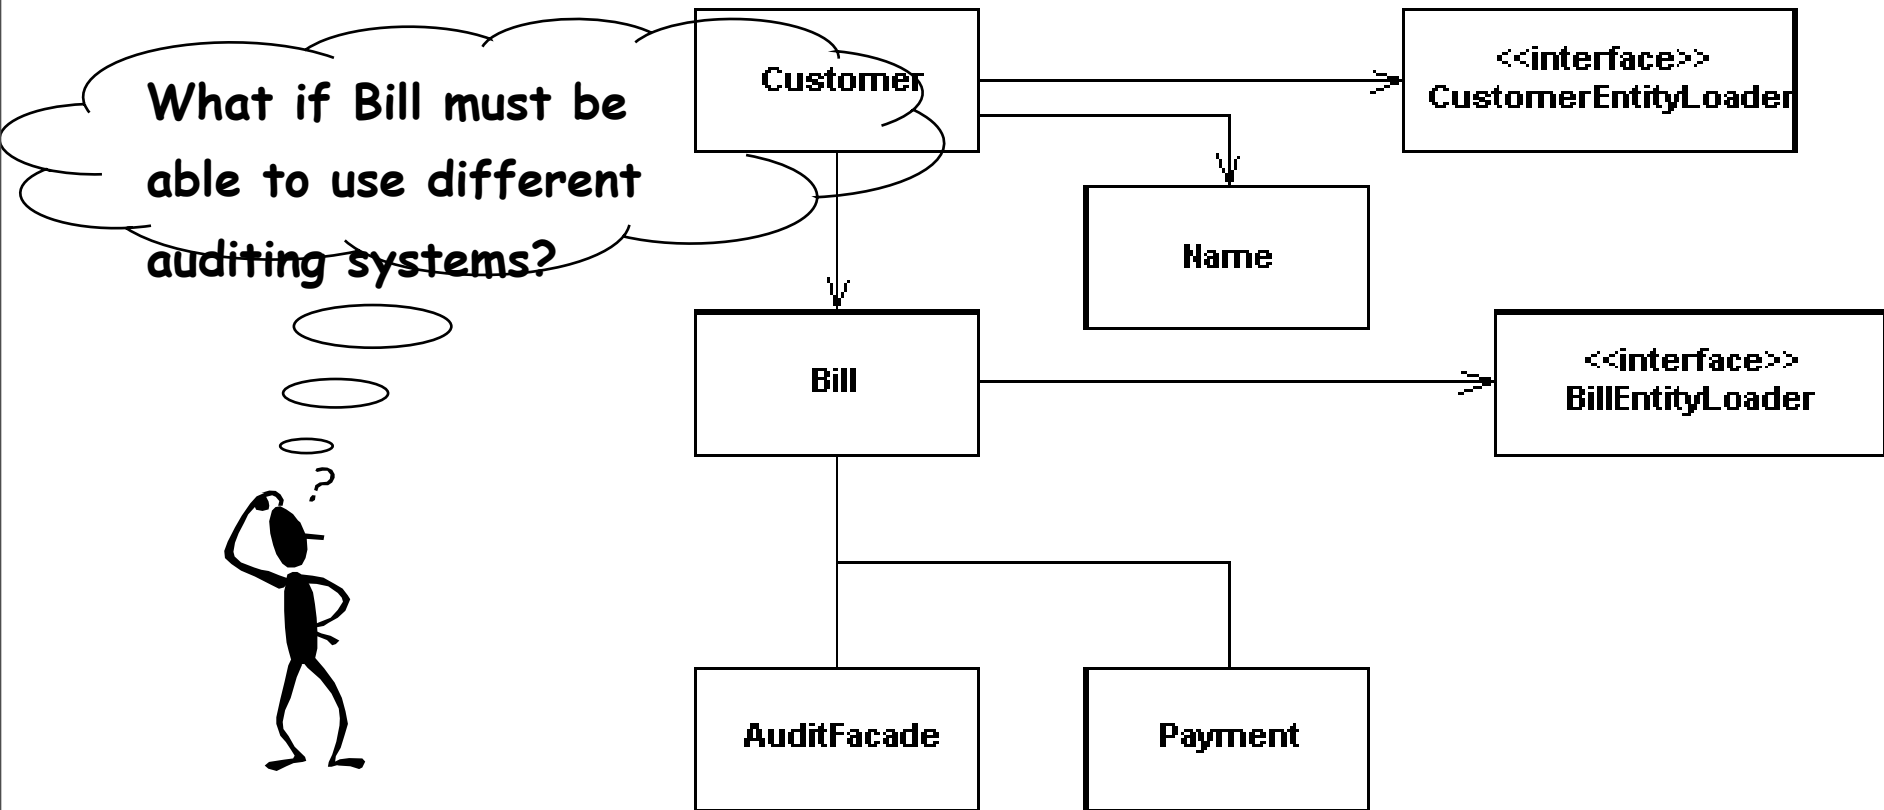 What if Bill must be
able to use different
auditing systems?
?
Customer
<<interface>>
CustomerEntityLoader
Name
Bill
<<interface>>
BillEntityLoader
AuditFacade
Payment